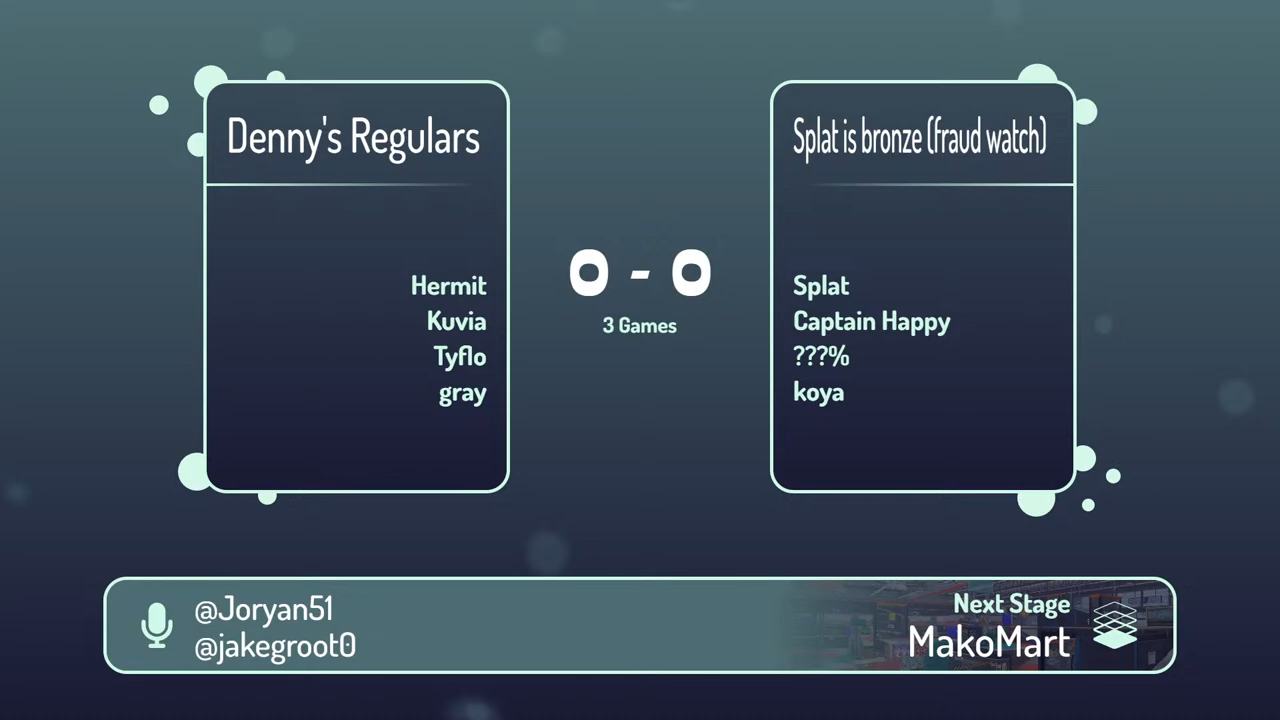 Denny's Regulars
Hermit
Kuvia
Tyflo
gray
0 - 0
3 Games
Splat is bronze (fraud watch)
Splat
Captain Happy
???%
koya
@Joryan51
@jakegroot0
Next Stage
MakoMart